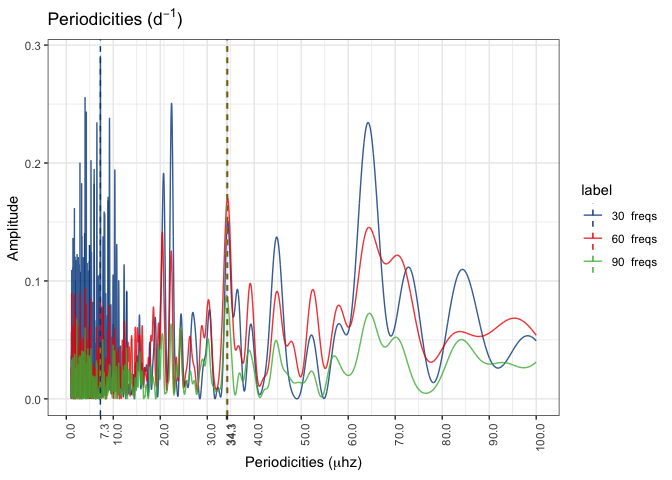 Periodicities (d⁻¹)
0.3
0.2
0.1
0.0
Amplitude
0.0
7.3
10.0
20.0
30.0
34.3
40.0
50.0
60.0
70.0
80.0
90.0
100.0
Periodicities (μhz)
label
30 freqs
60 freqs
90 freqs